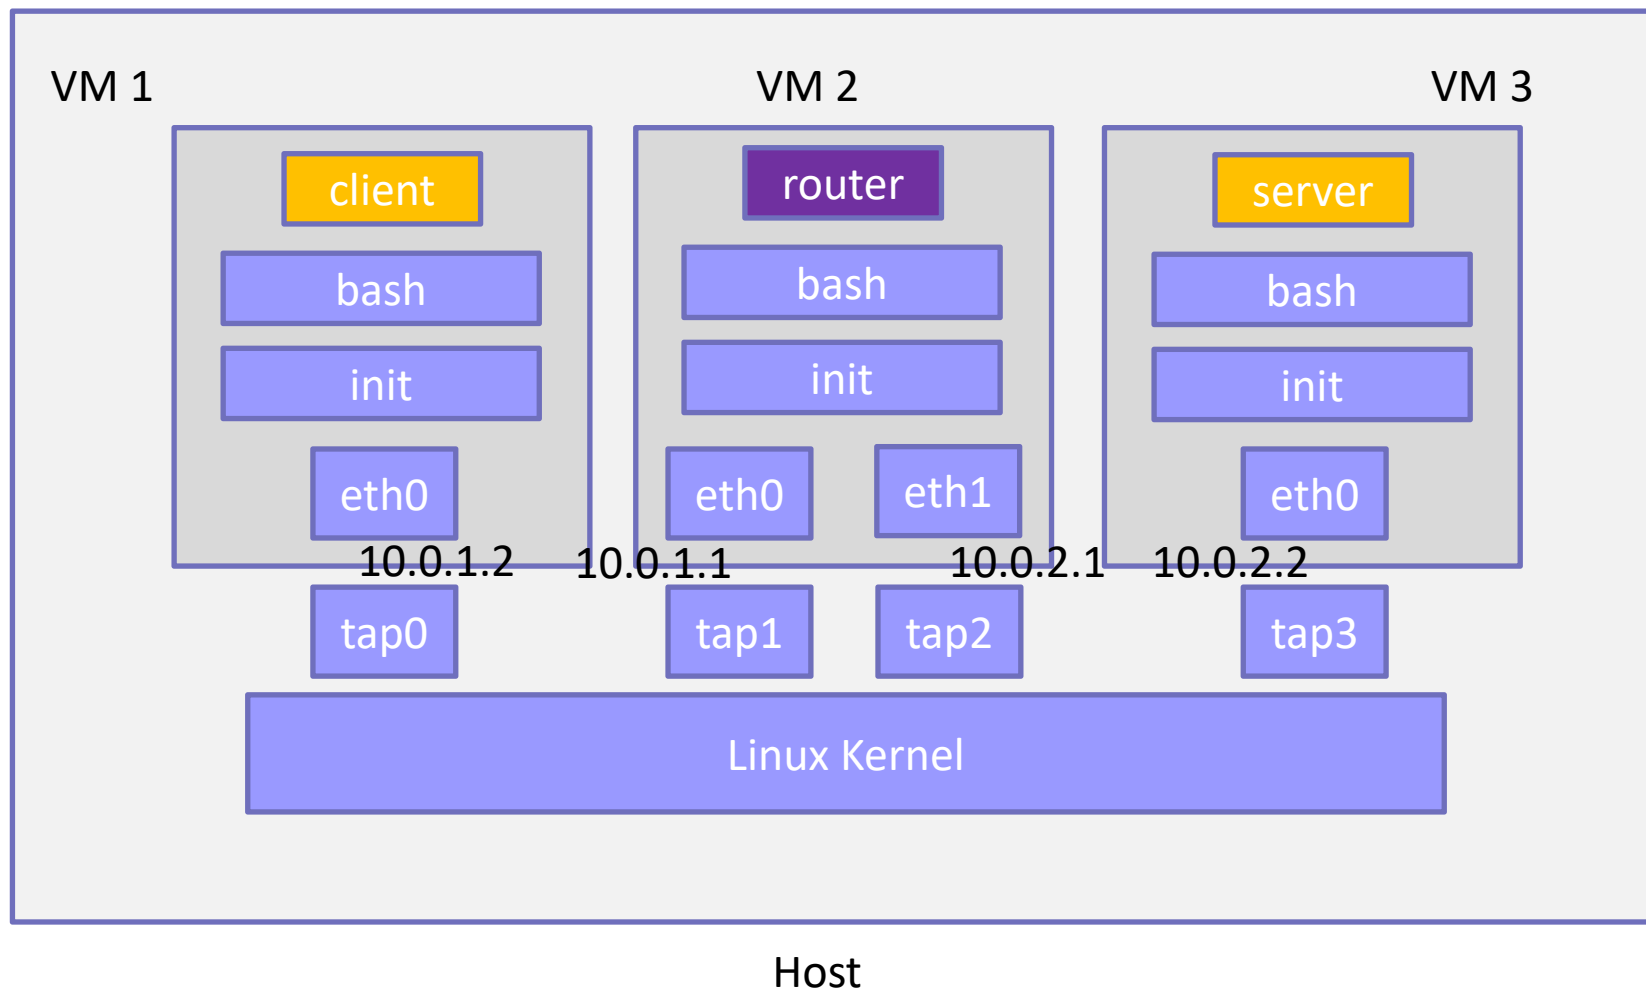 VM 1
VM 2
VM 3
client
router
server
bash
bash
bash
init
init
init
eth0
eth0
eth1
eth0
10.0.1.2
10.0.1.1
10.0.2.1
10.0.2.2
tap0
tap1
tap2
tap3
Linux Kernel
Host